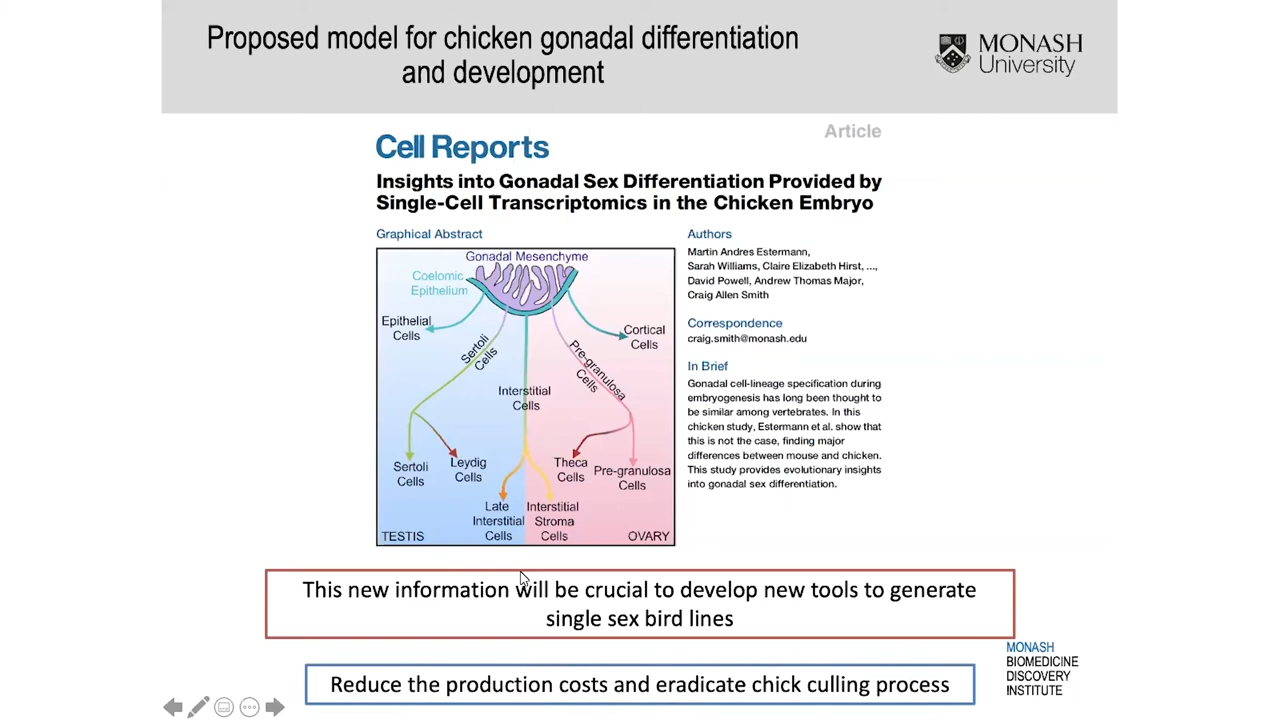 Proposed model for chicken gonadal differentiation
and development
MONASH
University
Article
Cell Reports
Insights into Gonadal Sex Differentiation Provided by
Single-Cell Transcriptomics in the Chicken Embryo
Graphical Abstract
Gonadal Mesenchyme
Coelomic
Epithelium
Epithelial
Cells
Sertoli
Cells
Interstitial
Cells
Pre-granulosa
Cells
Cortical
Cells
Sertoli
Cells
Leydig
Cells
Late
Interstitial
Cells
Interstitial
Stroma
Cells
Theca
Cells
Pre-granulosa
Cells
TESTIS
OVARY
Authors
Martin Andres Estermann,
Sarah Williams, Claire Elizabeth Hirst, ...,
David Powell, Andrew Thomas Major,
Craig Allen Smith
Correspondence
craig.smith@monash.edu
In Brief
Gonadal cell-lineage specification during
embryogenesis has long been thought to
be similar among vertebrates. In this
chicken study, Estermann et al. show that
this is not the case, finding major
differences between mouse and chicken.
This study provides evolutionary insights
into gonadal sex differentiation.
This new information will be crucial to develop new tools to generate
single sex bird lines
Reduce the production costs and eradicate chick culling process
MONASH
BIOMEDICINE
DISCOVERY
INSTITUTE